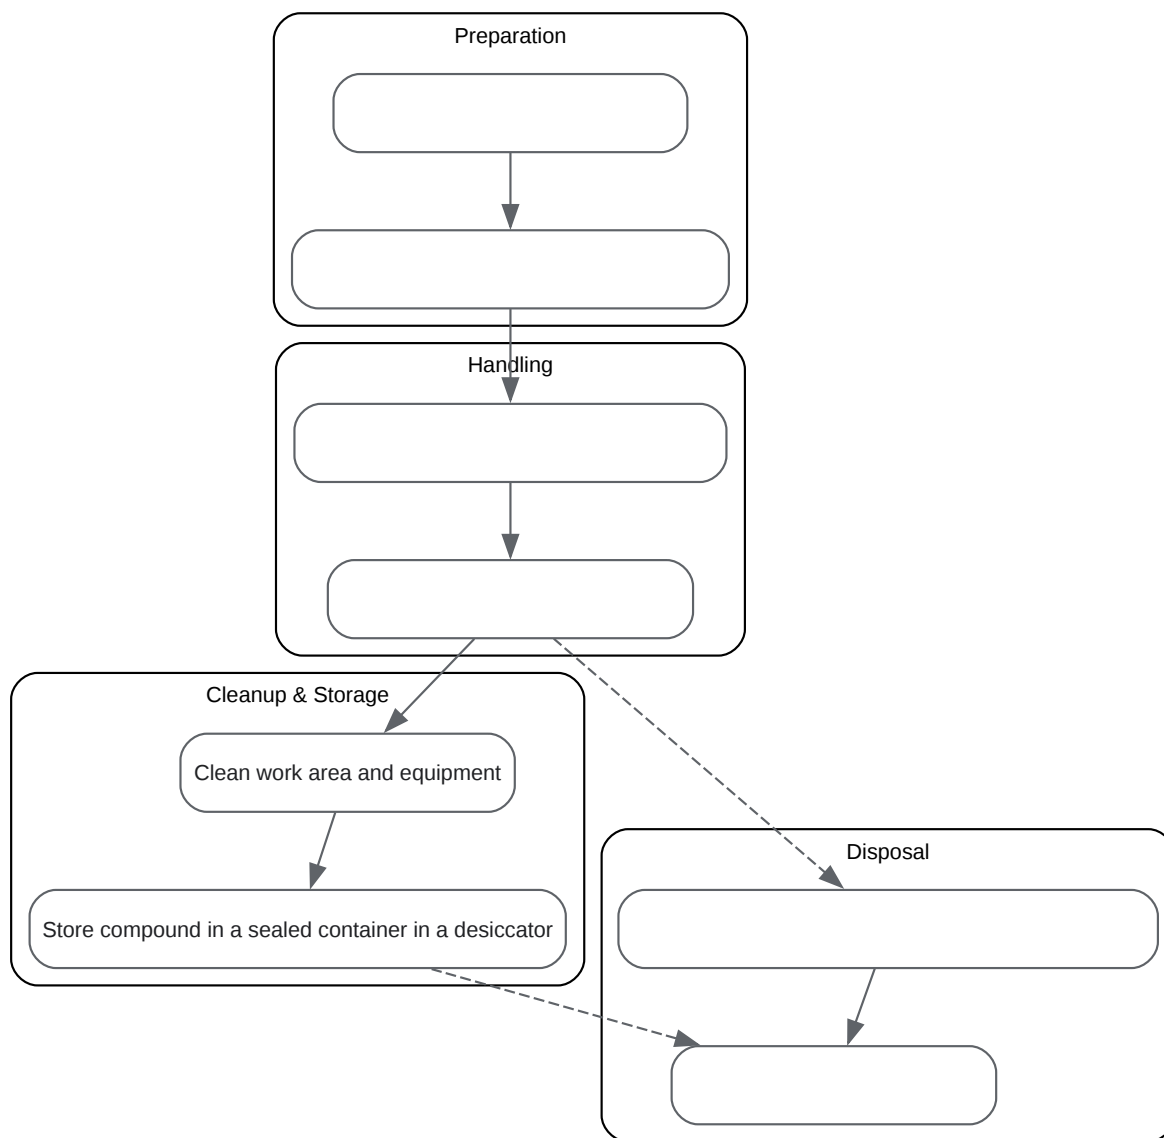 Preparation
Handling
Cleanup & Storage
Clean work area and equipment
Store compound in a sealed container in a desiccator
Disposal